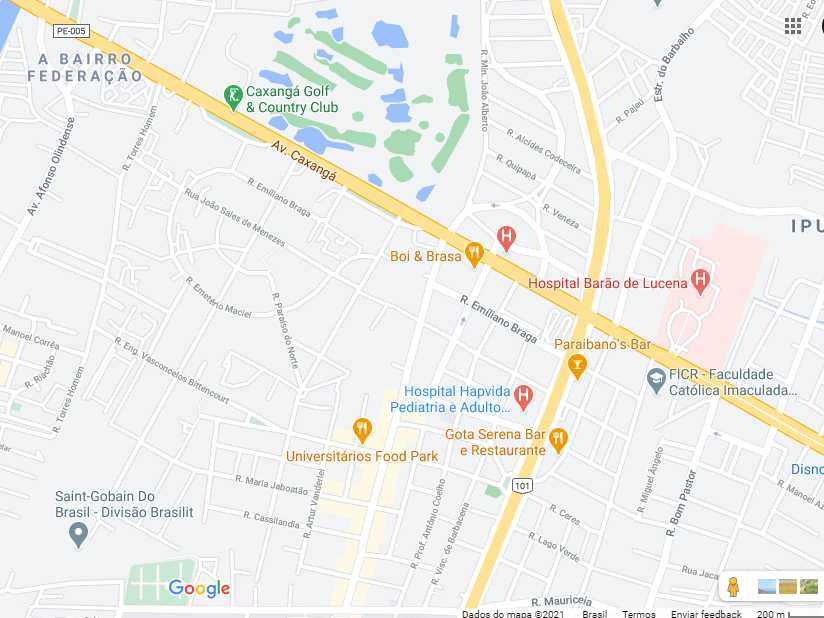 PE-005
A BAIRRO
FEDERAÇÃO
Caxangá Golf
& Country Club
Av. Caxangá
Av. Afonso Olindense
R. Torres Homem
R. Min. João Alberto
Estr. do Barbalho
R. Pajeú
R. Alcides Codeceira
R. Quipapá
R. Veneza
R. Emiliano Braga
Rua João Sales de Menezes
IPU
Boi & Brasa
H
Hospital Barão de Lucena
H
R. Emetério Maciel
R. Paraíso do Norte
R. Emiliano Braga
Manoel Corrêa
R. Riachão
R. Torres Homem
R. Eng. Vasconcelos Bittencourt
Paraibano's Bar
FICR - Faculdade
Católica Imaculada...
Hospital Hapvida
Pediatria e Adulto...
H
Gota Serena Bar
e Restaurante
Universitários Food Park
101
Disno
R. Maria Jaboatão
R. Cassilandia
R. Artur Vanderlei
R. Prof. Antônio Coelho
R. Visc. de Barbacena
R. Miguel Ângelo
R. Bom Pastor
R. Manoel Az
Saint-Gobain Do
Brasil - Divisão Brasilit
R. Ceres
R. Lago Verde
Rua Jaca
R. Mauriceia
Google
Dados do mapa ©2021 Brasil Termos Enviar feedback 200 m